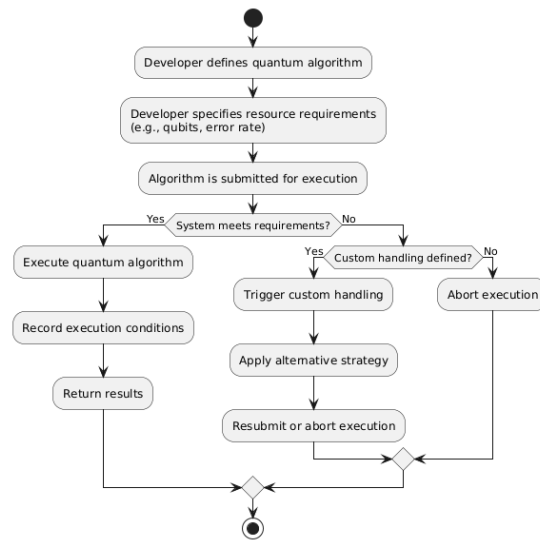 Developer defines quantum algorithm
Developer specifies resource requirements
(e.g., qubits, error rate)
Algorithm is submitted for execution
Yes
System meets requirements?
No
Execute quantum algorithm
Record execution conditions
Return results
Yes
Custom handling defined?
No
Trigger custom handling
Apply alternative strategy
Resubmit or abort execution
Abort execution